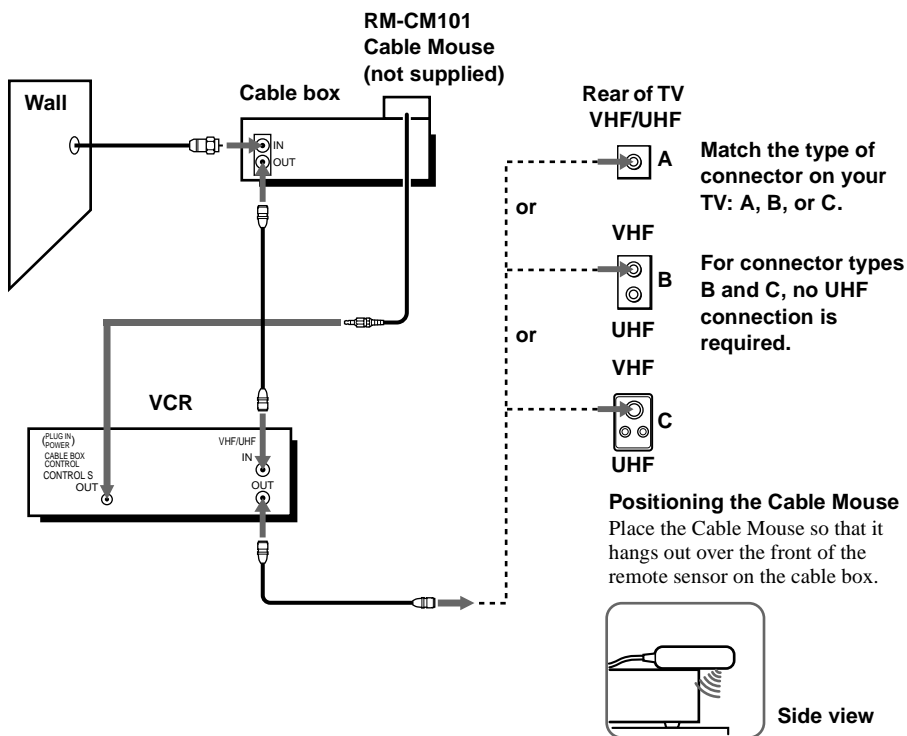 RM-CM101
Cable Mouse
(not supplied)
Wall
Cable box
IN
OUT
Rear of TV
VHF/UHF
A
Match the type of
connector on your
TV: A, B, or C.
or
VHF
B
UHF
For connector types
B and C, no UHF
connection is
required.
or
VHF
C
UHF
VCR
(PLUG IN
POWER)
CABLE BOX
CONTROL
CONTROL S
OUT
VHF/UHF
IN
OUT
Positioning the Cable Mouse
Place the Cable Mouse so that it
hangs out over the front of the
remote sensor on the cable box.
Side view